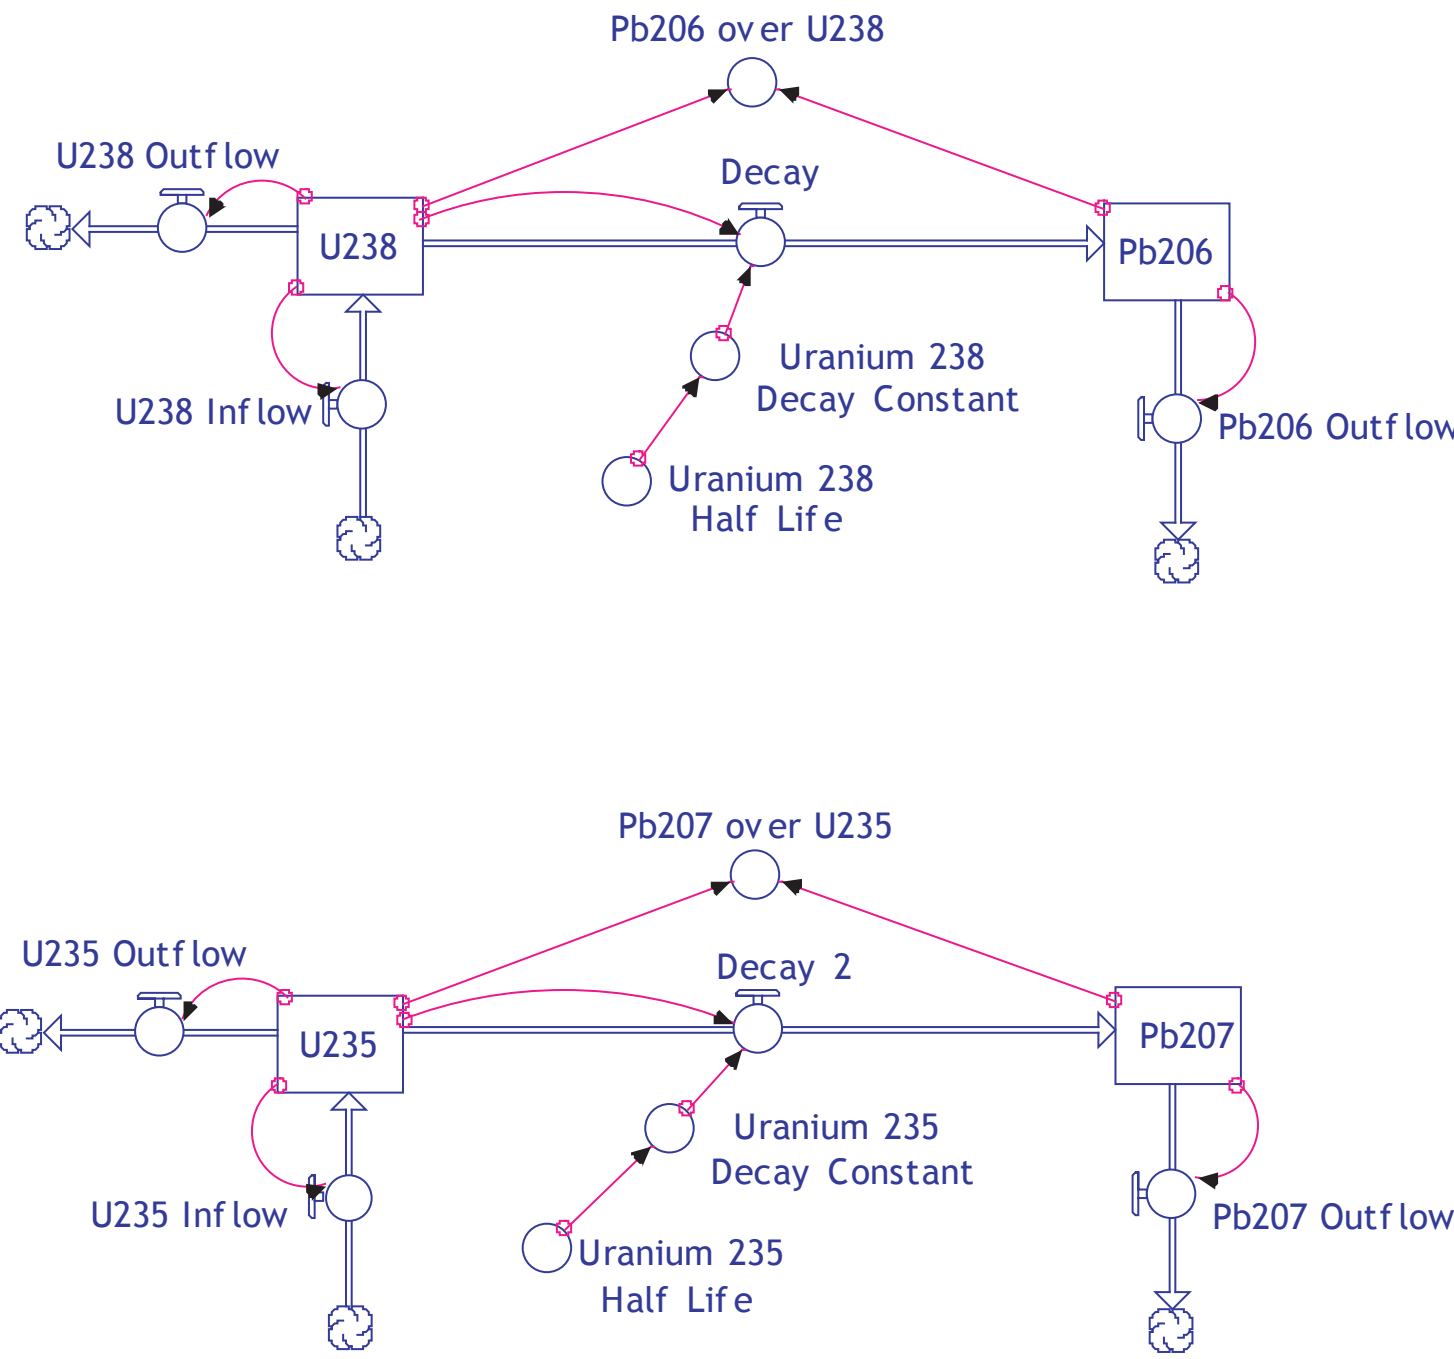 Pb206 over U238
U238 Outflow
Decay
U238
Pb206
Uranium 238
Decay Constant
U238 Inflow
Pb206 Outflow
Uranium 238
Half Life
Pb207 over U235
U235 Outflow
Decay 2
U235
Pb207
Uranium 235
Decay Constant
U235 Inflow
Pb207 Outflow
Uranium 235
Half Life